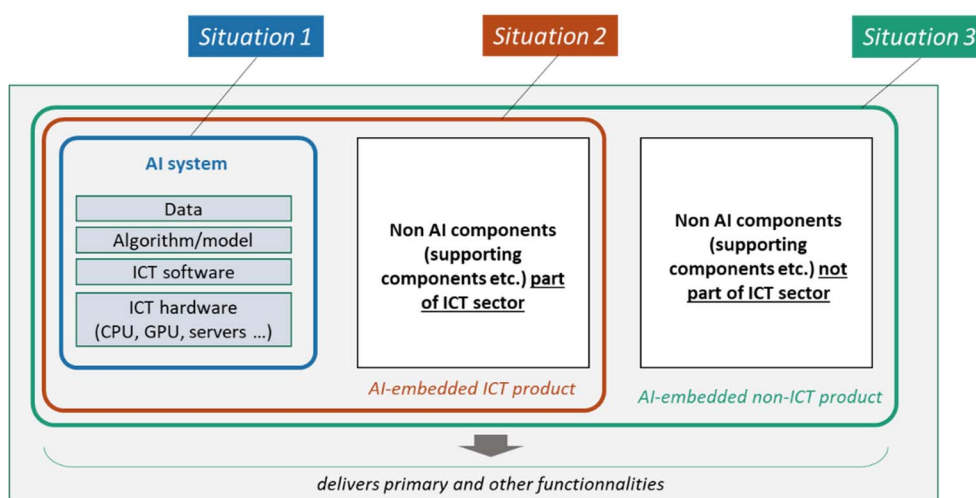 Situation 1
Situation 2
Situation 3
AI system
Data
Algorithm/model
ICT software
ICT hardware
(CPU, GPU, servers ...)
Non AI components
(supporting
components etc.) part
of ICT sector
AI-embedded ICT product
Non AI components
(supporting
components etc.) not
part of ICT sector
AI-embedded non-ICT product
delivers primary and other functionnalities